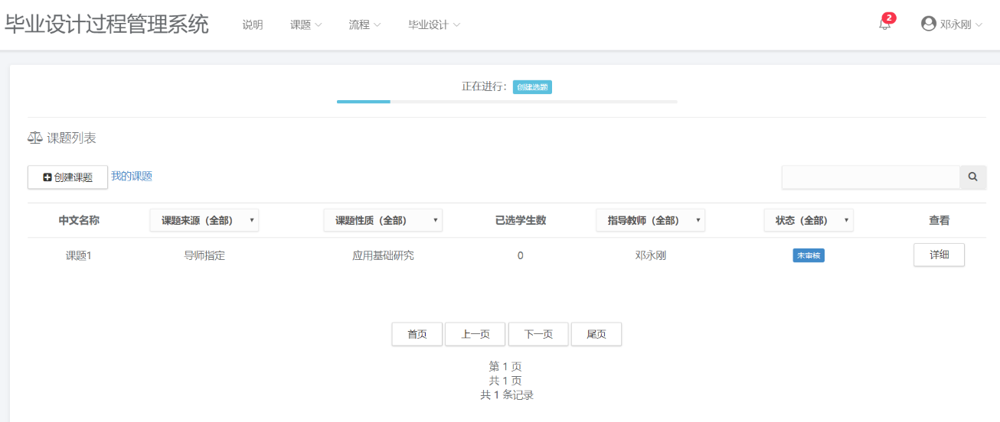 毕业设计过程管理系统 说明 课题 流程 毕业设计 2 邓永刚
正在进行： 创建选题
课题列表
创建课题 我的课题
中文名称 课题来源（全部） 课题性质（全部） 已选学生数 指导教师（全部） 状态（全部） 查看
课题1 导师指定 应用基础研究 0 邓永刚 未审核 详细
首页 上一页 下一页 尾页
第 1 页
共 1 页
共 1 条记录